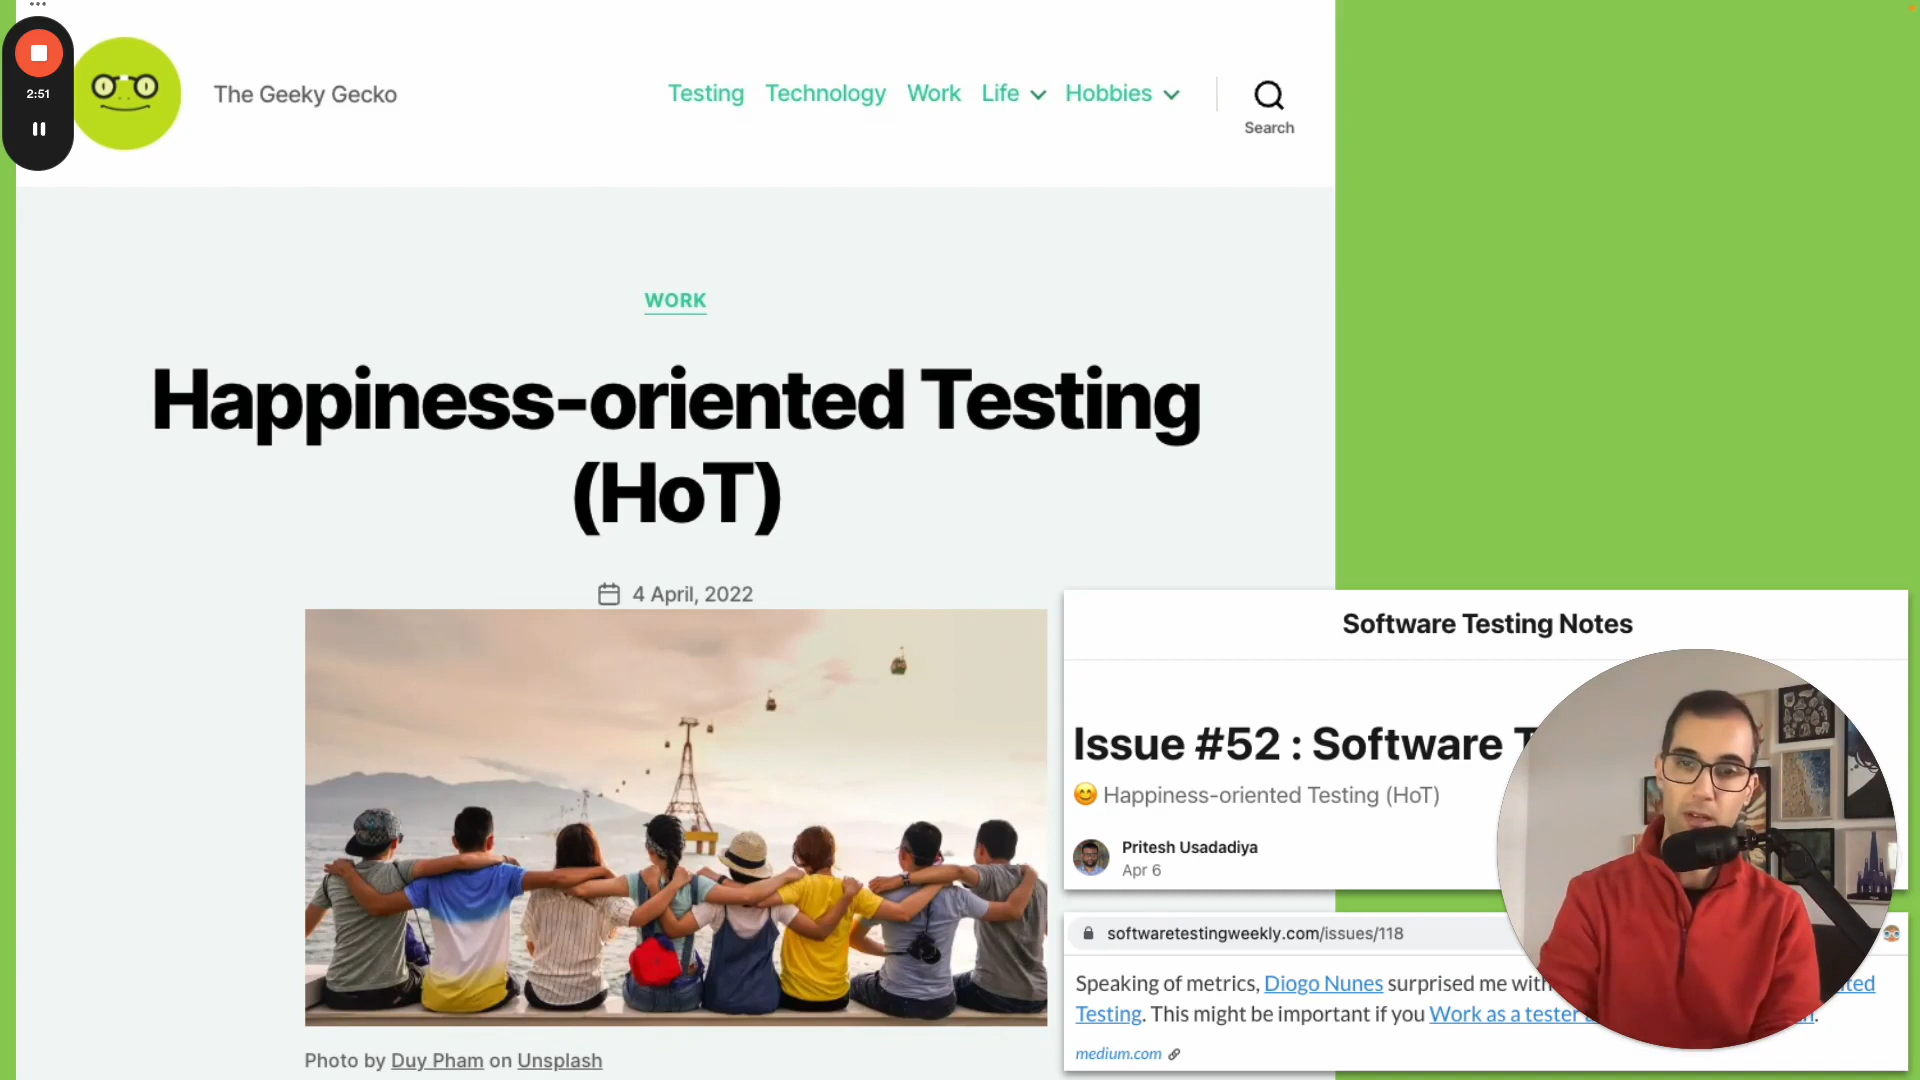 2:51
The Geeky Gecko
Testing Technology Work Life Hobbies
Search
WORK
Happiness-oriented Testing
(HoT)
4 April, 2022
Photo by Duy Pham on Unsplash
Software Testing Notes
Issue #52 : Software
😊 Happiness-oriented Testing (HoT)
Pritesh Usadadiya
Apr 6
softwaretestingweekly.com/issues/118
Speaking of metrics, Diogo Nunes surprised me with
Testing. This might be important if you Work as a tester
medium.com